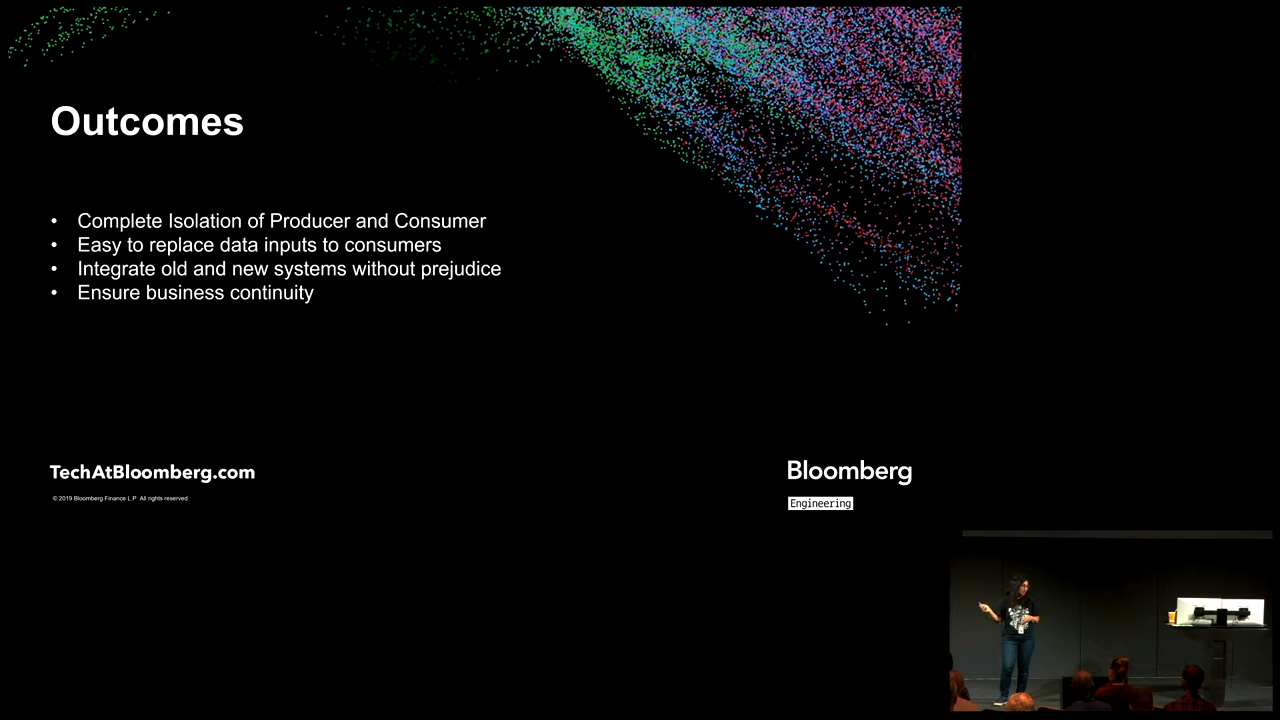 Outcomes
• Complete Isolation of Producer and Consumer
• Easy to replace data inputs to consumers
• Integrate old and new systems without prejudice
• Ensure business continuity
TechAtBloomberg.com
© 2019 Bloomberg Finance L.P. All rights reserved.
Bloomberg
Engineering